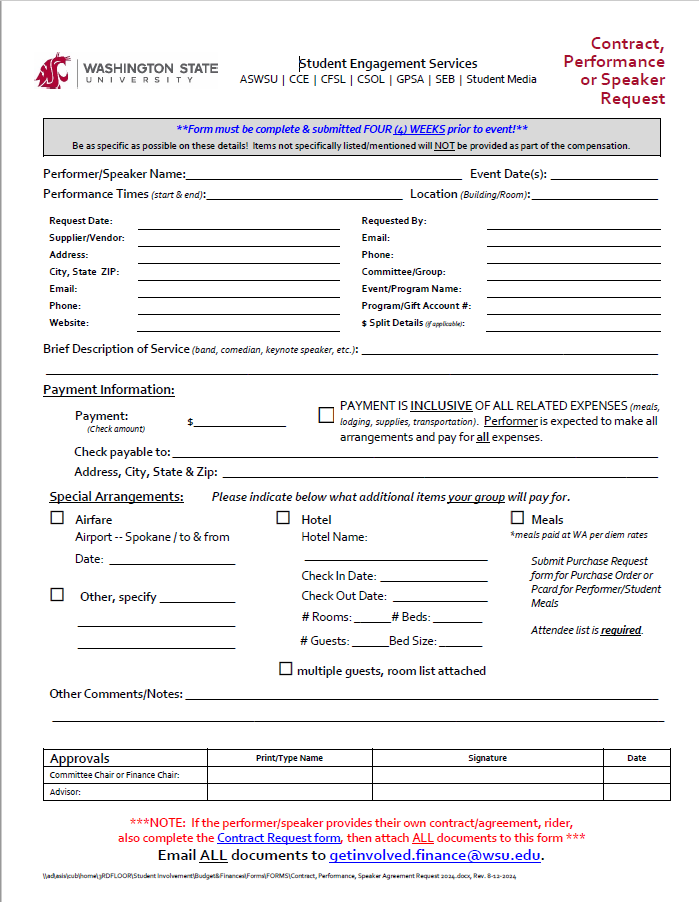 WASHINGTON STATE
UNIVERSITY
Student Engagement Services
ASWSU | CCE | CFSL | CSOL | GPSA | SEB | Student Media
Contract,
Performance
or Speaker
Request
**Form must be complete & submitted FOUR (4) WEEKS prior to event!**
Be as specific as possible on these details! Items not specifically listed/mentioned will NOT be provided as part of the compensation.
Performer/Speaker Name: Event Date(s):
Performance Times (start & end): Location (Building/Room):
Request Date: Requested By:
Supplier/Vendor: Email:
Address: Phone:
City, State ZIP: Committee/Group:
Email: Event/Program Name:
Phone: Program/Gift Account #:
Website: $ Split Details (if applicable):
Brief Description of Service (band, comedian, keynote speaker, etc.):
Payment Information:
Payment: $
(Check amount)
PAYMENT IS INCLUSIVE OF ALL RELATED EXPENSES (meals,
lodging, supplies, transportation). Performer is expected to make all
arrangements and pay for all expenses.
Check payable to:
Address, City, State & Zip:
Special Arrangements: Please indicate below what additional items your group will pay for.
Airfare
Airport -- Spokane / to & from
Date:
Other, specify
Hotel
Hotel Name:
Check In Date:
Check Out Date:
# Rooms: # Beds:
# Guests: Bed Size:
multiple guests, room list attached
Meals
*meals paid at WA per diem rates
Submit Purchase Request
form for Purchase Order or
Pcard for Performer/Student
Meals
Attendee list is required.
Other Comments/Notes:
Approvals Print/Type Name Signature Date
Committee Chair or Finance Chair:
Advisor:
***NOTE: If the performer/speaker provides their own contract/agreement, rider,
also complete the Contract Request form, then attach ALL documents to this form ***
Email ALL documents to getinvolved.finance@wsu.edu.
\\ad\asis\cub\home\3RDFLOOR\Student Involvement\Budget&Finances\Forms\FORMS\Contract, Performance, Speaker Agreement Request 2024.docx, Rev. 8-12-2024